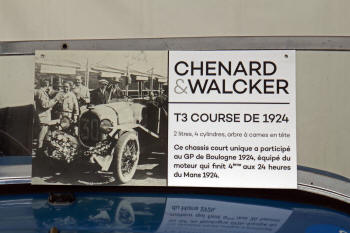 CHENARD
&WALCKER
T3 COURSE DE 1924
2 litres, 4 cylindres, arbre à cames en tête
Ce chassis court unique a participé
au GP de Boulogne 1924, équipé du
moteur qui finit 4ème aux 24 heures
du Mans 1924.